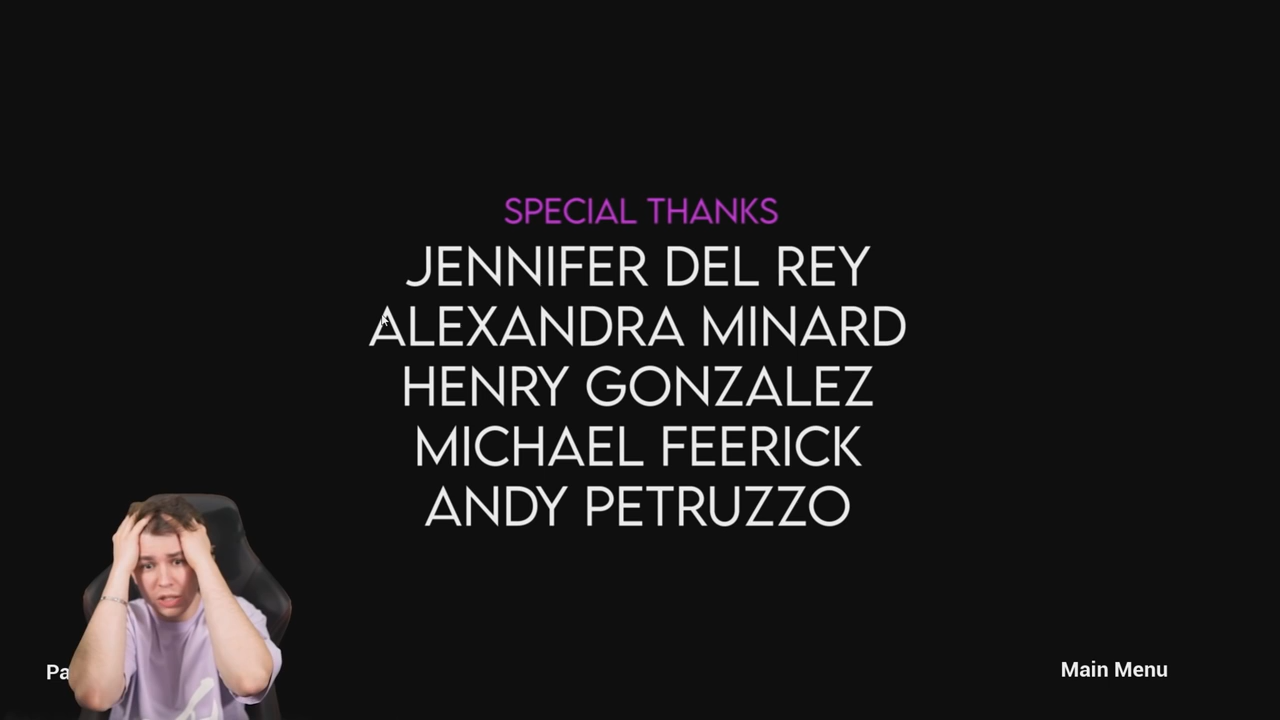 SPECIAL THANKS
JENNIFER DEL REY
ALEXANDRA MINARD
HENRY GONZALEZ
MICHAEL FEERICK
ANDY PETRUZZO
Main Menu